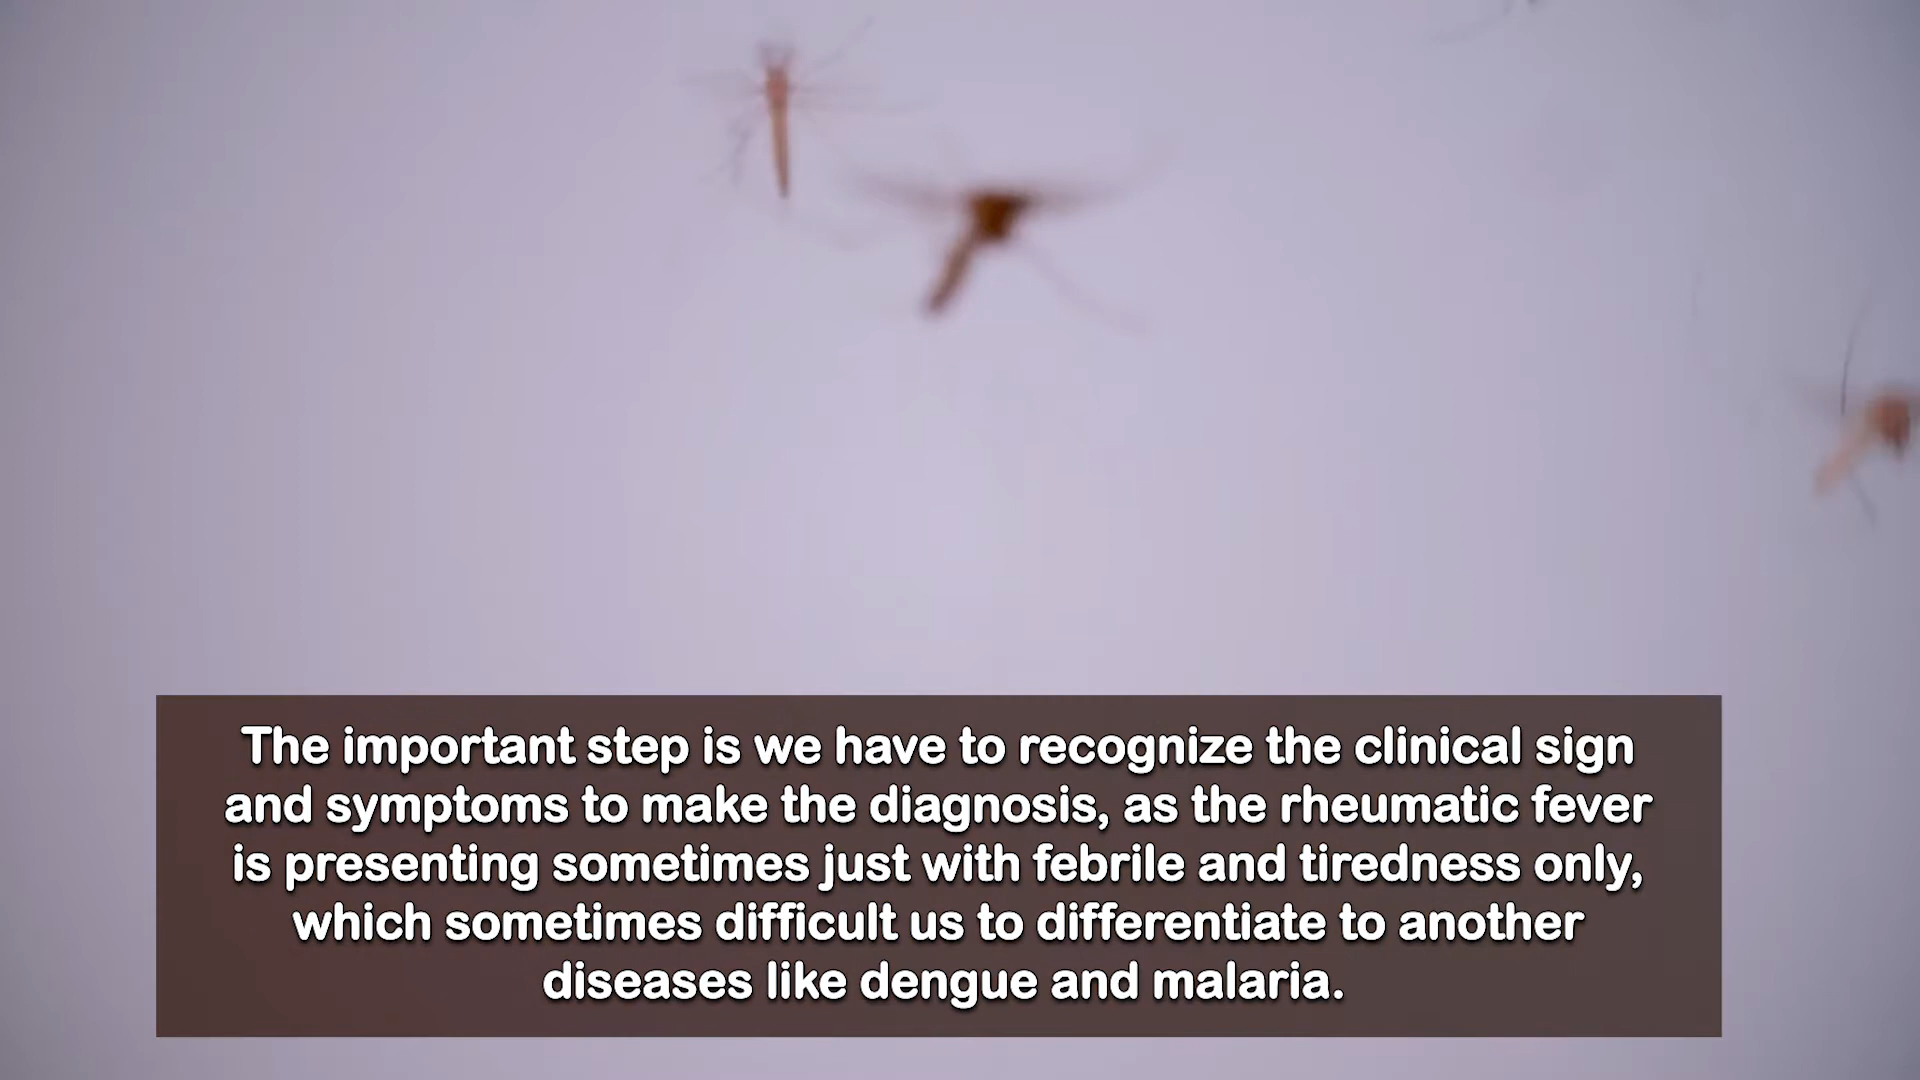 The important step is we have to recognize the clinical sign
and symptoms to make the diagnosis, as the rheumatic fever
is presenting sometimes just with febrile and tiredness only,
which sometimes difficult us to differentiate to another
diseases like dengue and malaria.